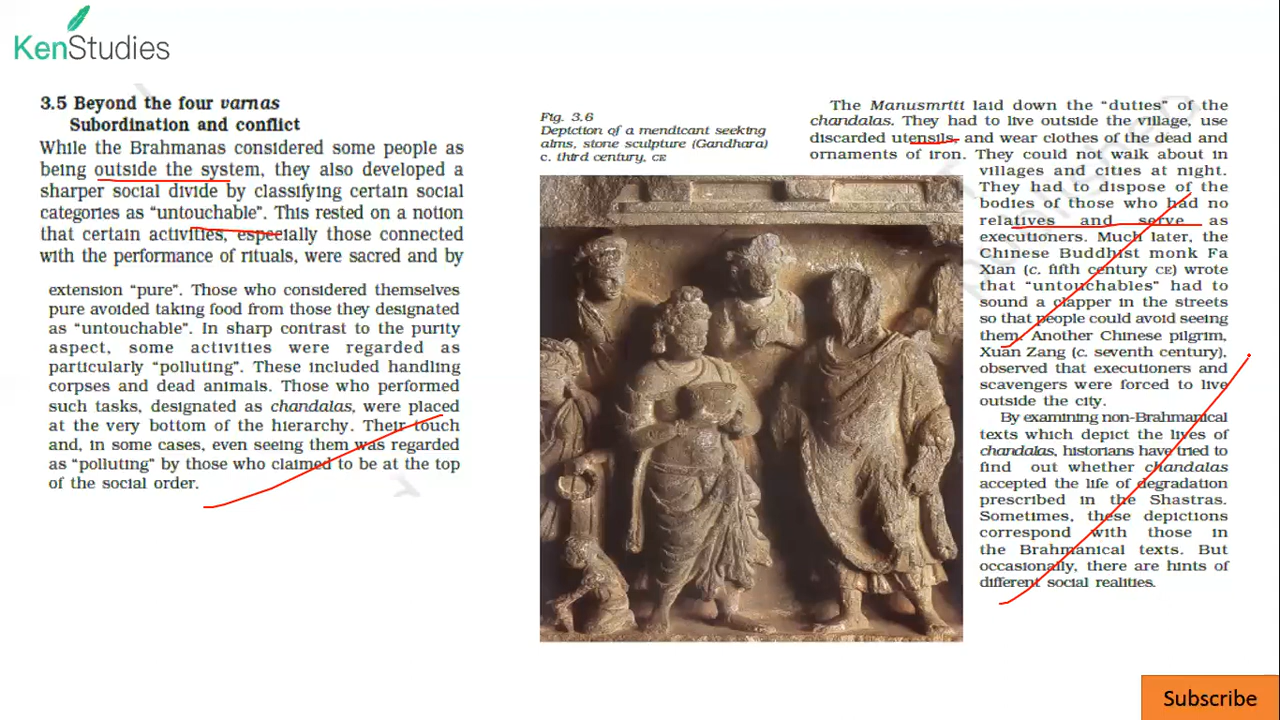 KenStudies
3.5 Beyond the four varnas
Subordination and conflict
While the Brahmanas considered some people as
being outside the system, they also developed a
sharper social divide by classifying certain social
categories as “untouchable”. This rested on a notion
that certain activities, especially those connected
with the performance of rituals, were sacred and by
extension “pure”. Those who considered themselves
pure avoided taking food from those they designated
as “untouchable”. In sharp contrast to the purity
aspect, some activities were regarded as
particularly “polluting”. These included handling
corpses and dead animals. Those who performed
such tasks, designated as chandalas, were placed
at the very bottom of the hierarchy. Their touch
and, in some cases, even seeing them was regarded
as “polluting” by those who claimed to be at the top
of the social order.
Fig. 3.6
Depiction of a mendicant seeking
alms, stone sculpture (Gandhara)
c. third century, CE
The Manusmriti laid down the “duties” of the
chandalas. They had to live outside the village, use
discarded utensils, and wear clothes of the dead and
ornaments of iron. They could not walk about in
villages and cities at night.
They had to dispose of the
bodies of those who had no
relatives and serve as
executioners. Much later, the
Chinese Buddhist monk Fa
Xian (c. fifth century CE) wrote
that “untouchables” had to
sound a clapper in the streets
so that people could avoid seeing
them. Another Chinese pilgrim,
Xuan Zang (c. seventh century),
observed that executioners and
scavengers were forced to live
outside the city.
By examining non-Brahmanical
texts which depict the lives of
chandalas, historians have tried to
find out whether chandalas
accepted the life of degradation
prescribed in the Shastras.
Sometimes, these depictions
correspond with those in
the Brahmanical texts. But
occasionally, there are hints of
different social realities.
Subscribe